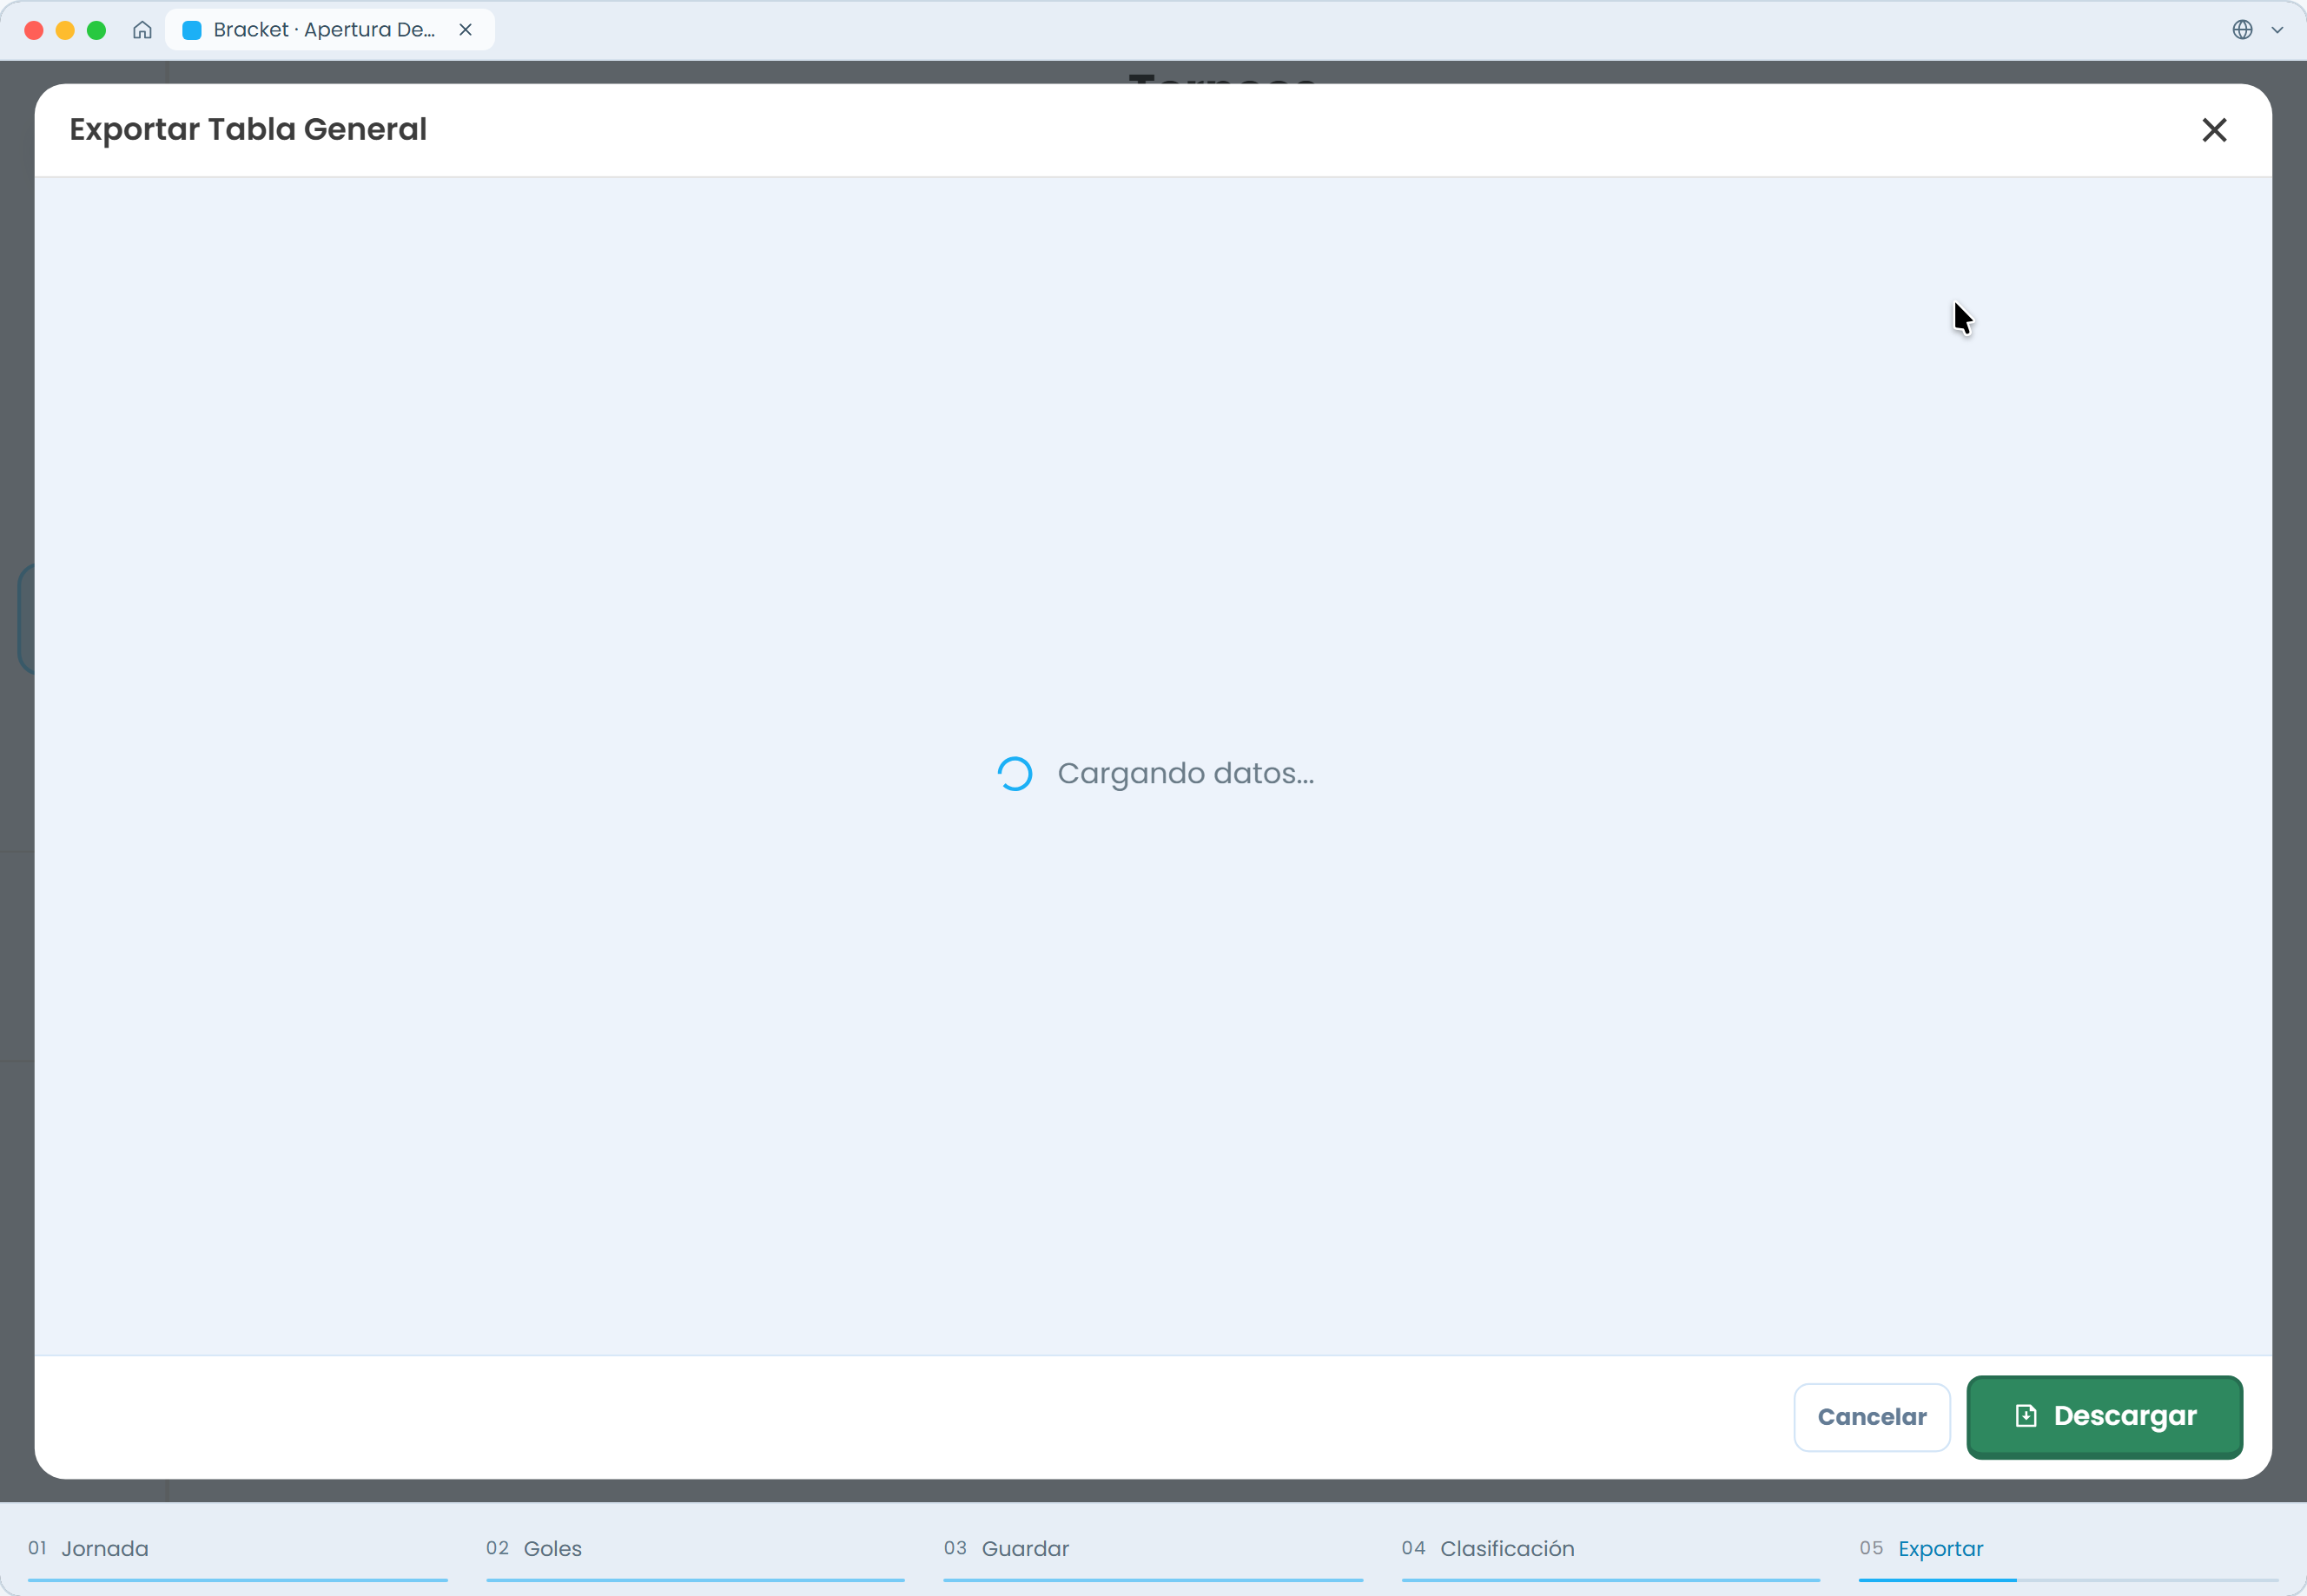 Bracket · Apertura De...
Exportar Tabla General
Cargando datos...
Cancelar
Descargar
01 Jornada
02 Goles
03 Guardar
04 Clasificación
05 Exportar